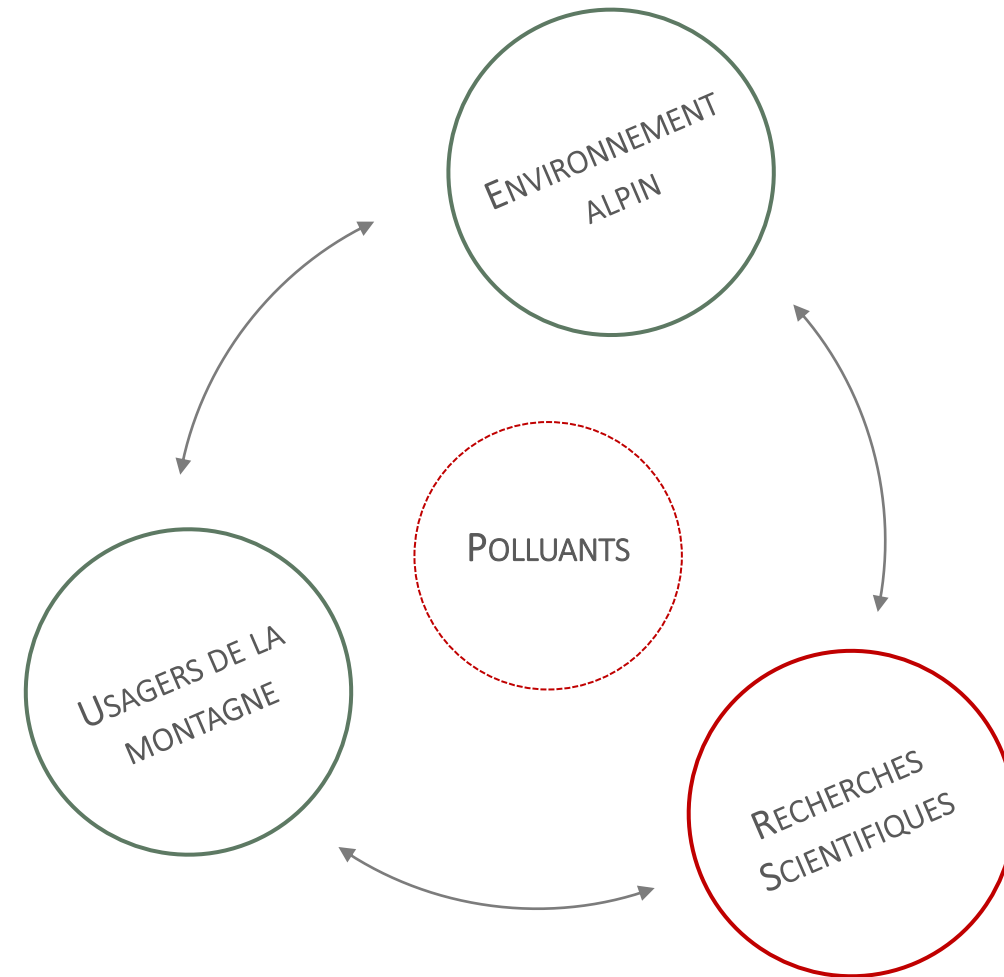 ENVIRONNEMENT
ALPIN
POLLUANTS
USAGERS DE LA
MONTAGNE
RECHERCHES
SCIENTIFIQUES